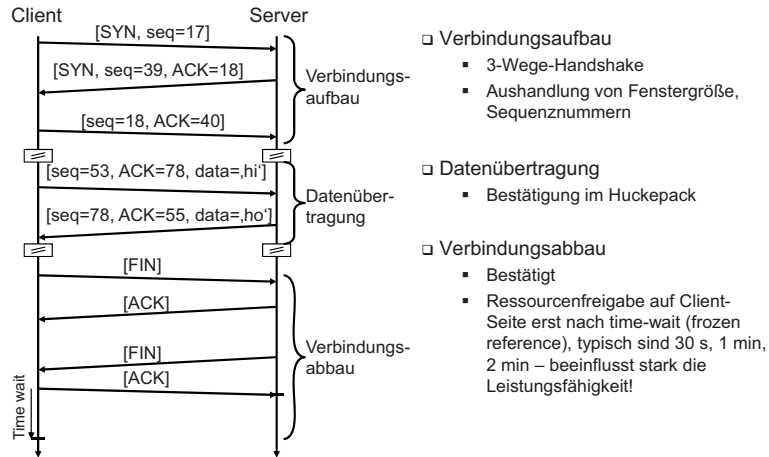 Client
Server
[SYN, seq=17]
[SYN, seq=39, ACK=18]
[seq=18, ACK=40]
Verbindungs-
aufbau
[seq=53, ACK=78, data=‚hi‘]
[seq=78, ACK=55, data=‚ho‘]
Datenüber-
tragung
[FIN]
[ACK]
[FIN]
[ACK]
Verbindungs-
abbau
Time wait
❑ Verbindungsaufbau
▪ 3-Wege-Handshake
▪ Aushandlung von Fenstergröße,
Sequenznummern
❑ Datenübertragung
▪ Bestätigung im Huckepack
❑ Verbindungsabbau
▪ Bestätigt
▪ Ressourcenfreigabe auf Client-
Seite erst nach time-wait (frozen
reference), typisch sind 30 s, 1 min,
2 min – beeinflusst stark die
Leistungsfähigkeit!